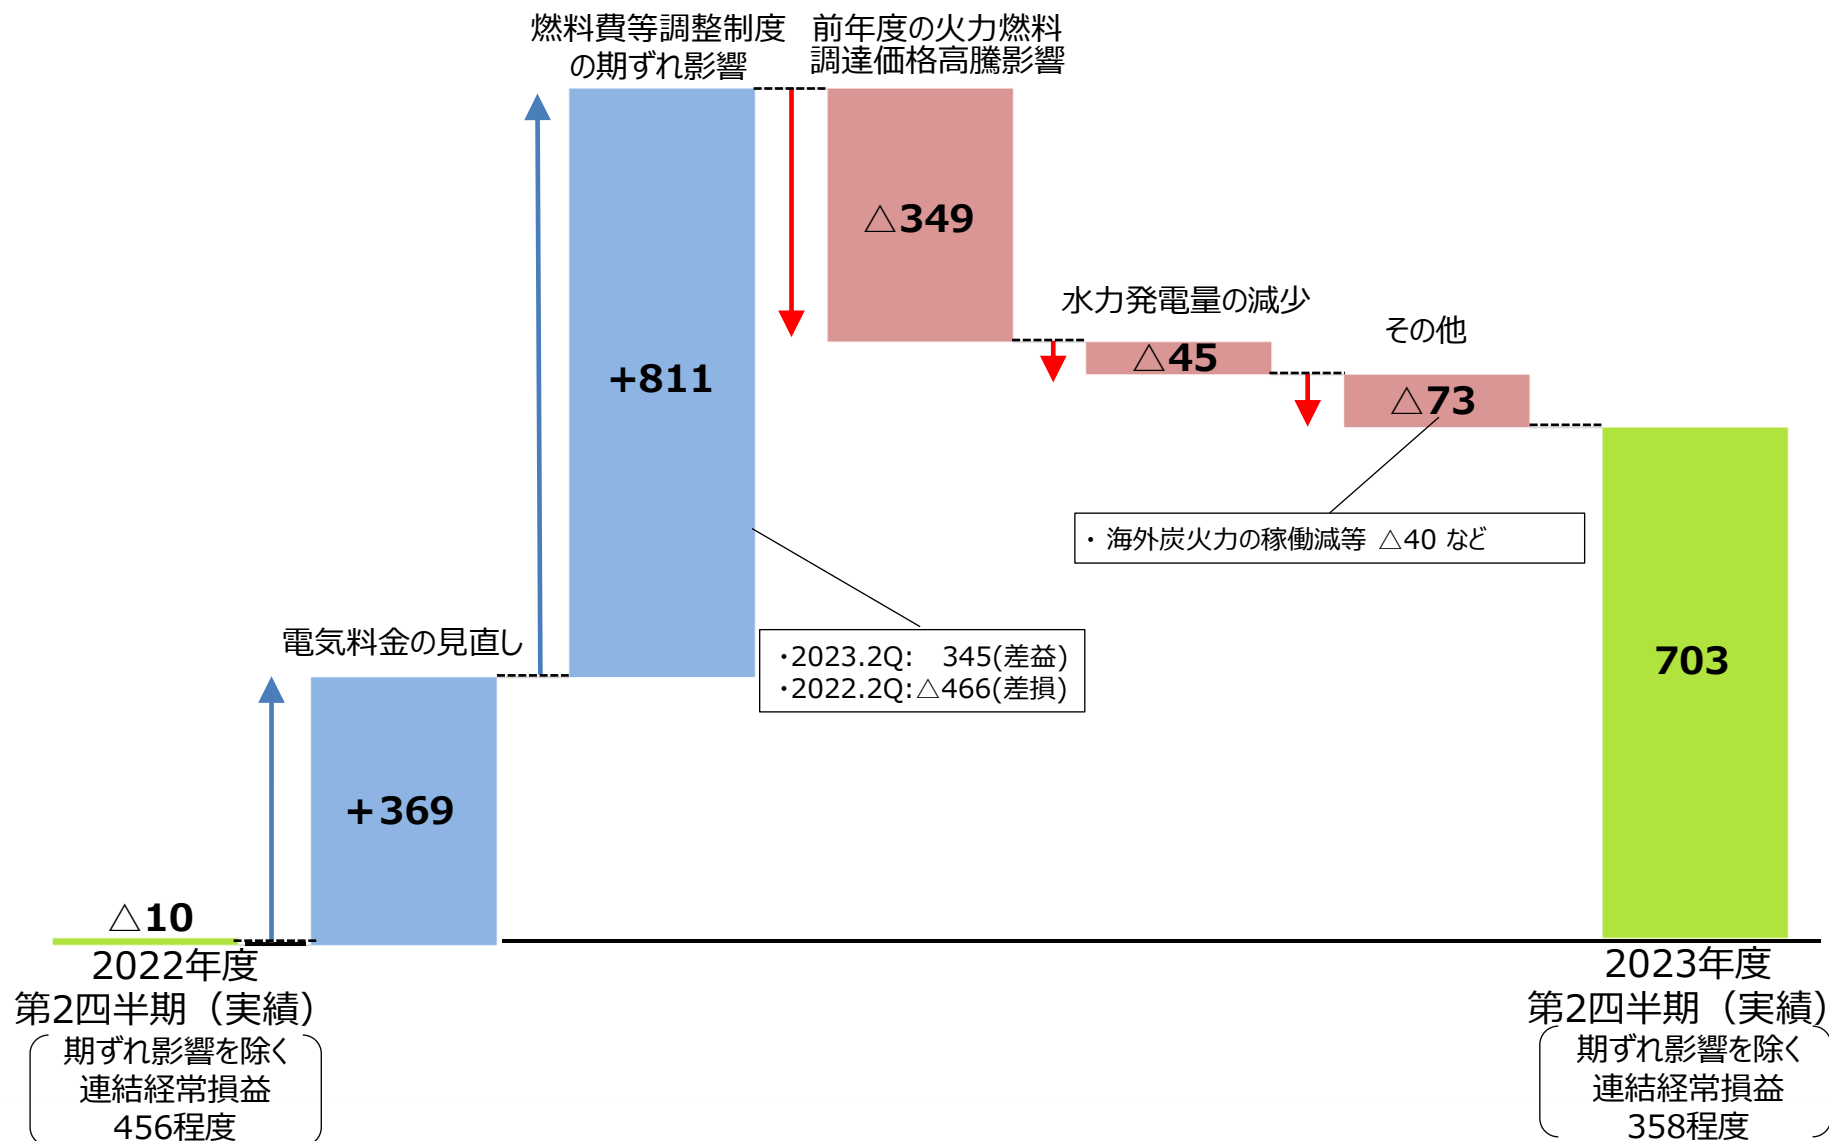 燃料費等調整制度
の期ずれ影響
前年度の火力燃料
調達価格高騰影響
△349
水力発電量の減少
その他
△45
+811
△73
・ 海外炭火力の稼働減等 △40 など
電気料金の見直し
・2023.2Q: 345(差益)
・2022.2Q:△466(差損)
703
+369
△10
2022年度
第2四半期（実績）
期ずれ影響を除く
連結経常損益
456程度
2023年度
第2四半期（実績）
期ずれ影響を除く
連結経常損益
358程度